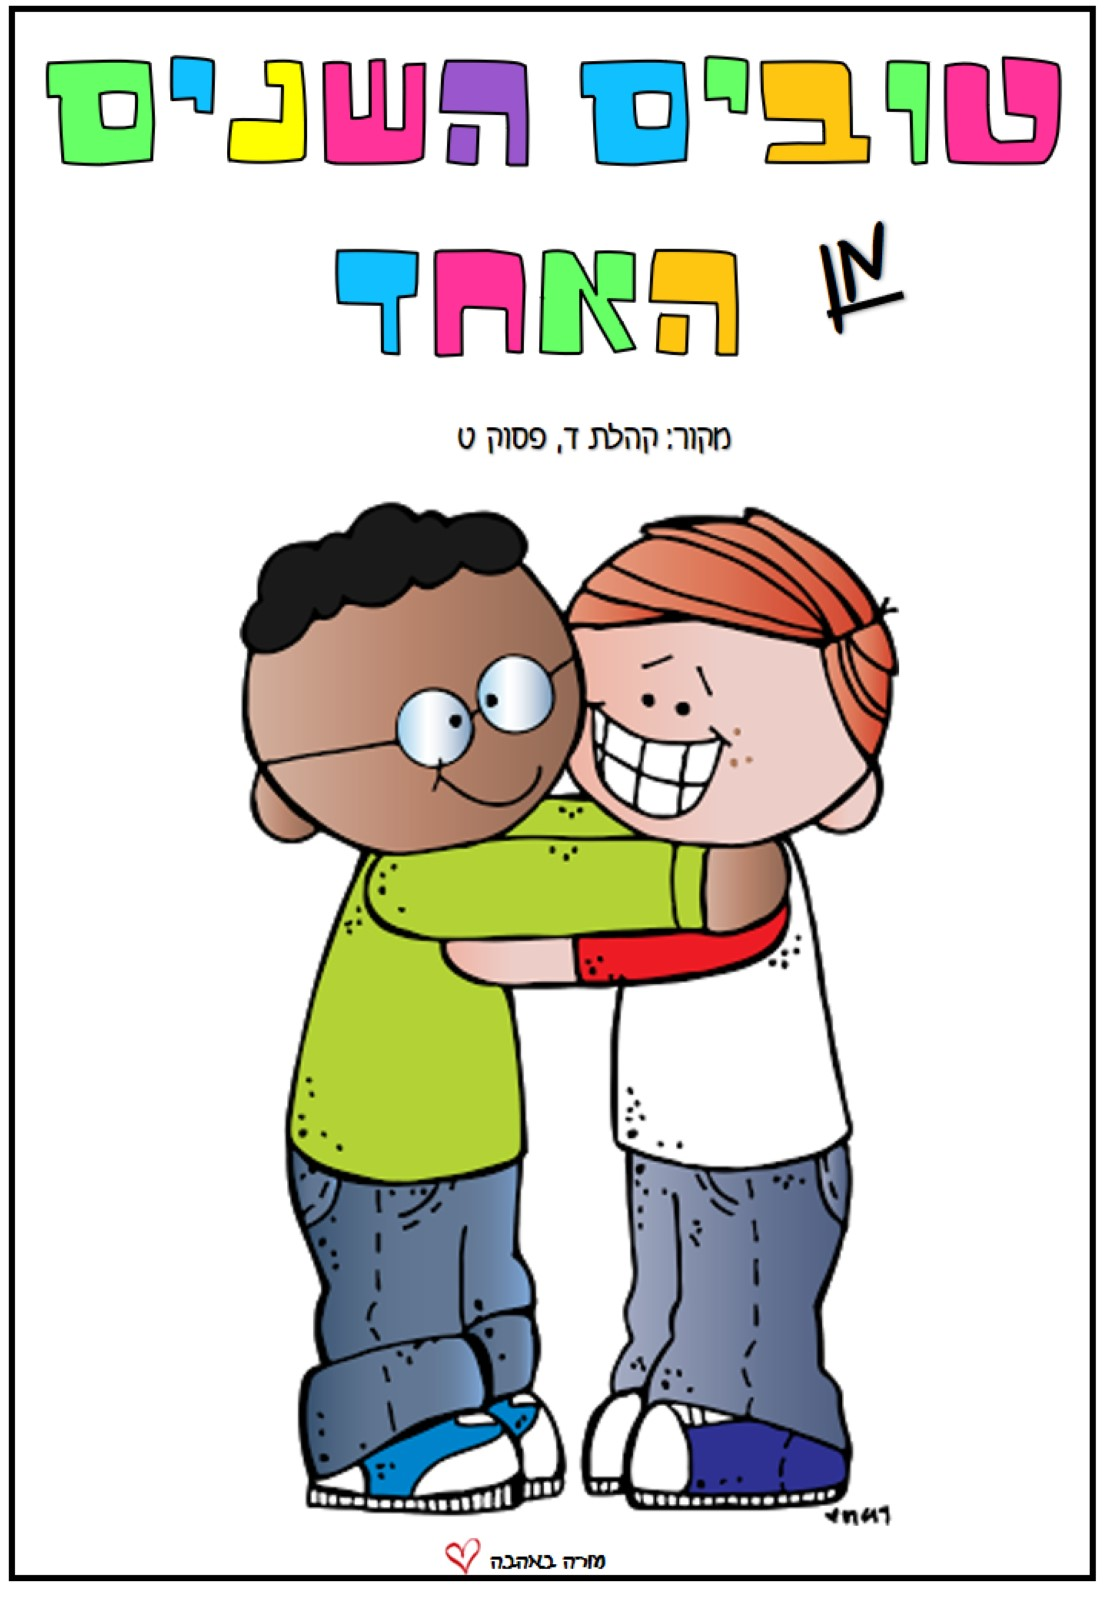 טובים השנים
מן האחד
מקור: קהלת ד, פסוק ט
מורה באהבה